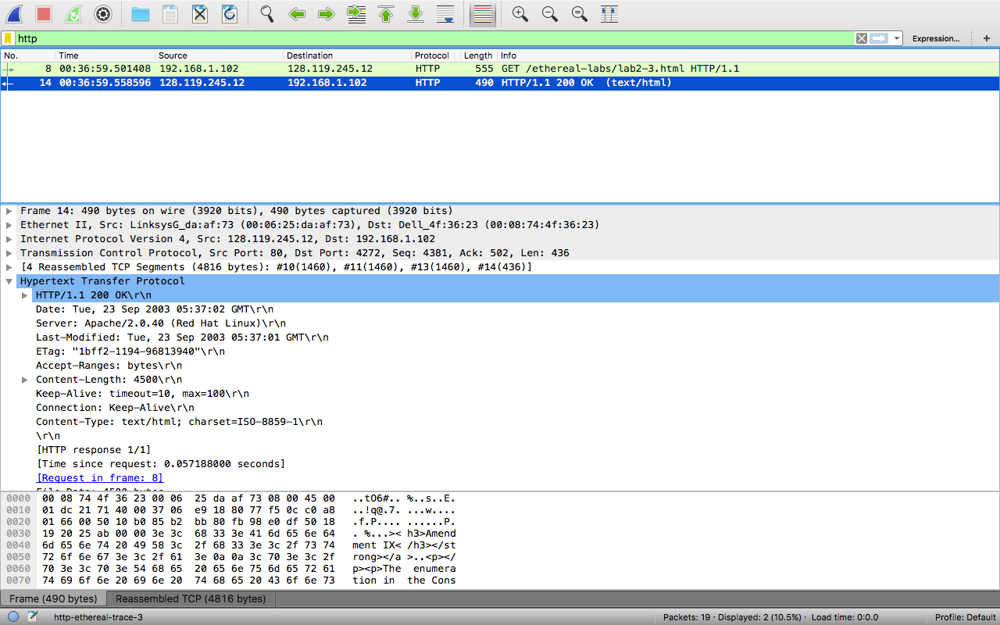 http
Expression...
+
No. Time Source Destination Protocol Length Info
8 00:36:59.501408 192.168.1.102 128.119.245.12 HTTP 555 GET /ethereal-labs/lab2-3.html HTTP/1.1
14 00:36:59.558596 128.119.245.12 192.168.1.102 HTTP 490 HTTP/1.1 200 OK  (text/html)
Frame 14: 490 bytes on wire (3920 bits), 490 bytes captured (3920 bits)
Ethernet II, Src: LinksysG_da:af:73 (00:06:25:da:af:73), Dst: Dell_4f:36:23 (00:08:74:4f:36:23)
Internet Protocol Version 4, Src: 128.119.245.12, Dst: 192.168.1.102
Transmission Control Protocol, Src Port: 80, Dst Port: 4272, Seq: 4381, Ack: 502, Len: 436
[4 Reassembled TCP Segments (4816 bytes): #10(1460), #11(1460), #13(1460), #14(436)]
Hypertext Transfer Protocol
HTTP/1.1 200 OK\r\n
Date: Tue, 23 Sep 2003 05:37:02 GMT\r\n
Server: Apache/2.0.40 (Red Hat Linux)\r\n
Last-Modified: Tue, 23 Sep 2003 05:37:01 GMT\r\n
ETag: "1bff2-1194-96813940"\r\n
Accept-Ranges: bytes\r\n
Content-Length: 4500\r\n
Keep-Alive: timeout=10, max=100\r\n
Connection: Keep-Alive\r\n
Content-Type: text/html; charset=ISO-8859-1\r\n
\r\n
[HTTP response 1/1]
[Time since request: 0.057188000 seconds]
[Request in frame: 8]
File Data: 4500 bytes
0000 00 08 74 4f 36 23 00 06 25 da af 73 08 00 45 00 ..tO6#.. %..s..E.
0010 01 dc 21 71 40 00 37 06 e9 18 80 77 f5 0c c0 a8 ..!q@.7. ...w....
0020 01 66 00 50 10 b0 85 b2 bb 80 fb 98 e0 df 50 18 .f.P.... ......P.
0030 19 20 25 ab 00 00 3e 3c 68 33 3e 41 6d 65 6e 64 . %...>< h3>Amend
0040 6d 65 6e 74 20 49 58 3c 2f 68 33 3e 3c 2f 73 74 ment IX< /h3></st
0050 72 6f 6e 67 3e 3c 2f 61 3e 0a 0a 3c 70 3e 3c 2f rong></a >..<p></
0060 70 3e 3c 70 3e 54 68 65 20 65 6e 75 6d 65 72 61 p><p>The enumera
0070 74 69 6f 6e 20 69 6e 20 74 68 65 20 43 6f 6e 73 tion in the Cons
Frame (490 bytes) Reassembled TCP (4816 bytes)
http-ethereal-trace-3 Packets: 19 · Displayed: 2 (10.5%) · Load time: 0:0.0 Profile: Default